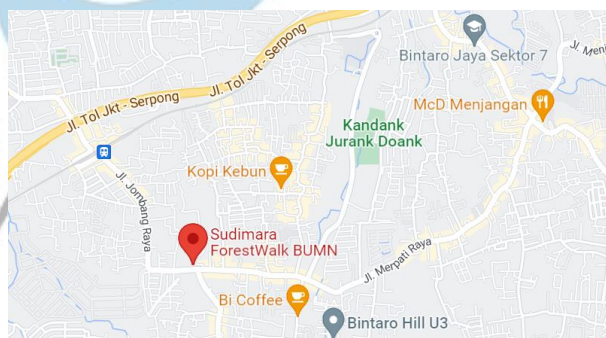 Jl. Tol Jkt - Serpong
Bintaro Jaya Sektor 7
Jl. Tol Jkt - Serpong
McD Menjangan
Kandank
Jurank Doank
Kopi Kebun
Jl. Jombang Raya
Sudimara
ForestWalk BUMN
Jl. Merpati Raya
Bi Coffee
Bintaro Hill U3